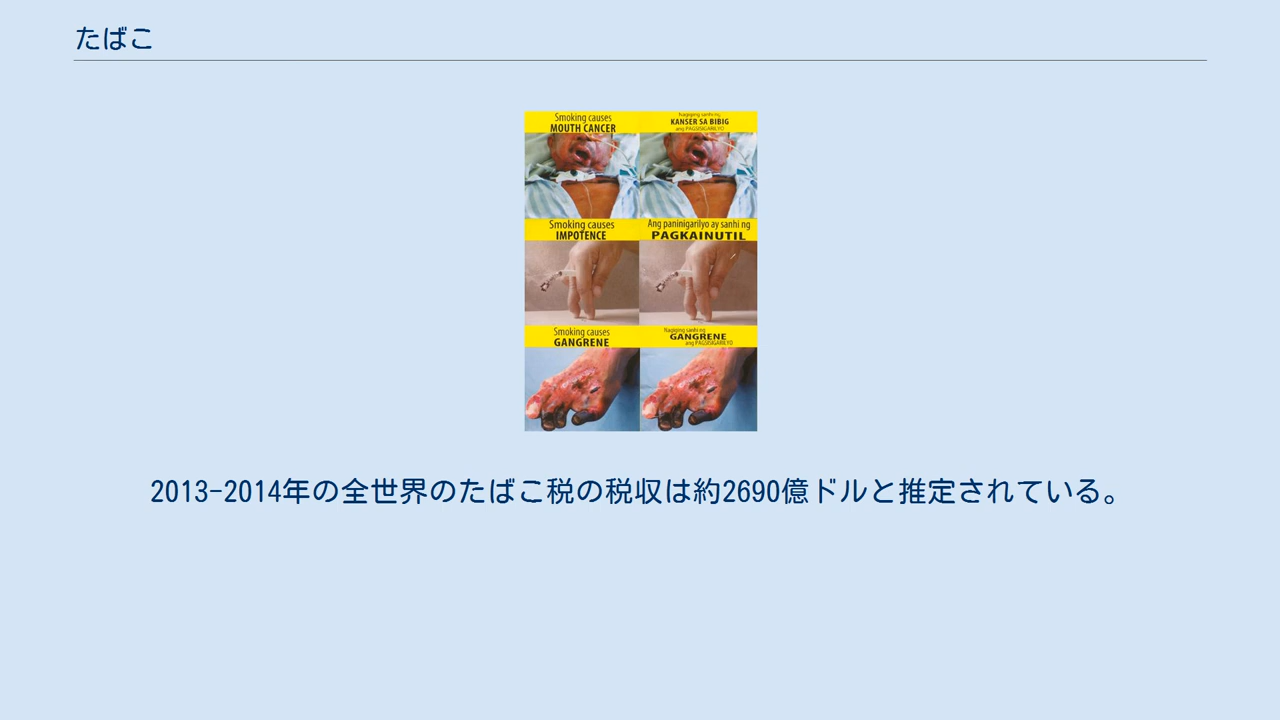 たばこ
Smoking causes
MOUTH CANCER
Nagiging sanhi ng
KANSER SA BIBIG
ang PAGSISIGARILYO
Smoking causes
IMPOTENCE
Ang paninigarilyo ay sanhi ng
PAGKAINUTIL
Smoking causes
GANGRENE
Nagiging sanhi ng
GANGRENE
ang PAGSISIGARILYO
2013-2014年の全世界のたばこ税の税収は約2690億ドルと推定されている。